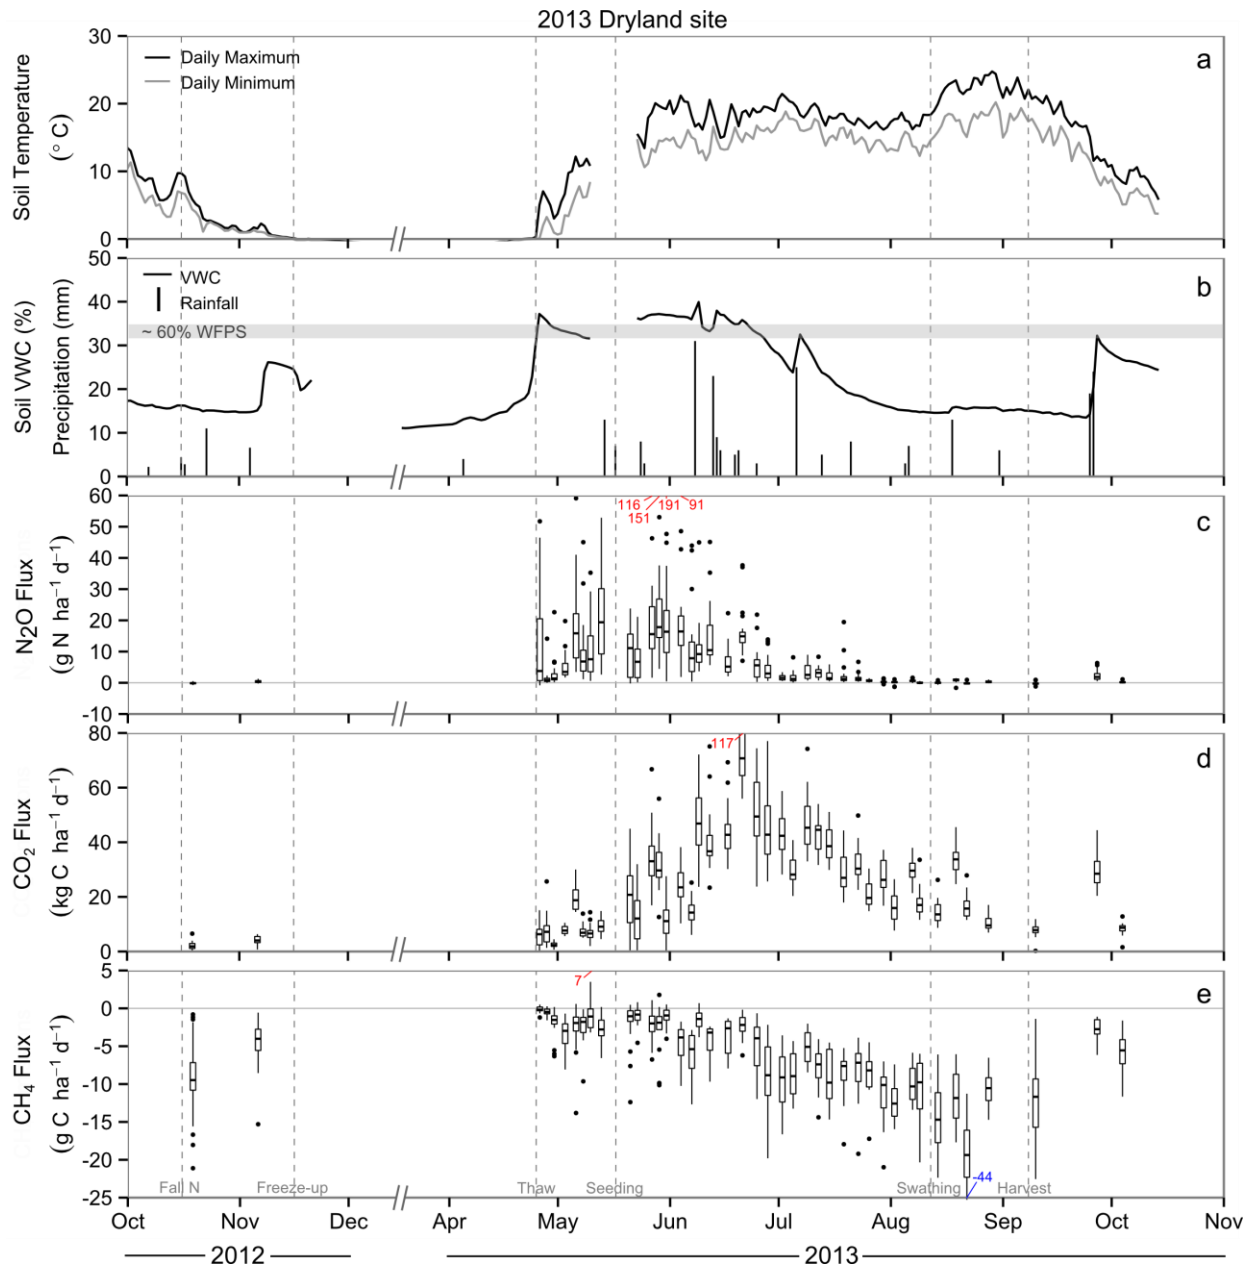 2013 Dryland site
30
20
10
0
Soil Temperature
(° C)
Daily Maximum
Daily Minimum
a
50
40
30
20
10
0
Soil VWC (%)
Precipitation (mm)
VWC
Rainfall
~ 60% WFPS
b
60
50
40
30
20
10
0
-10
N2O Flux
(g N ha⁻¹ d⁻¹)
116
151
191
91
c
80
60
40
20
0
CO₂ Flux
(kg C ha⁻¹ d⁻¹)
117
d
5
0
-5
-10
-15
-20
-25
CH₄ Flux
(g C ha⁻¹ d⁻¹)
7
e
-44
Fall N
Freeze-up
Thaw
Seeding
Swathing
Harvest
Oct Nov Dec Apr May Jun Jul Aug Sep Oct Nov
2012 2013